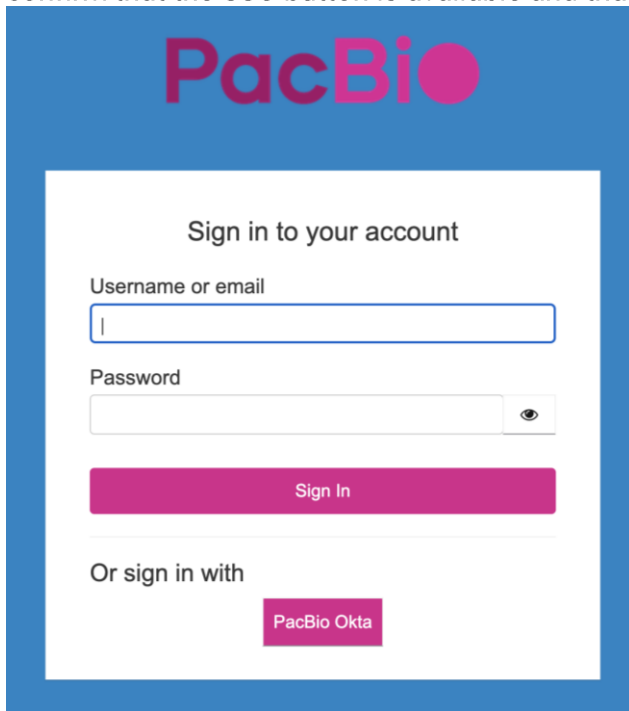 PacBio
Sign in to your account
Username or email
Password
Sign In
Or sign in with
PacBio Okta